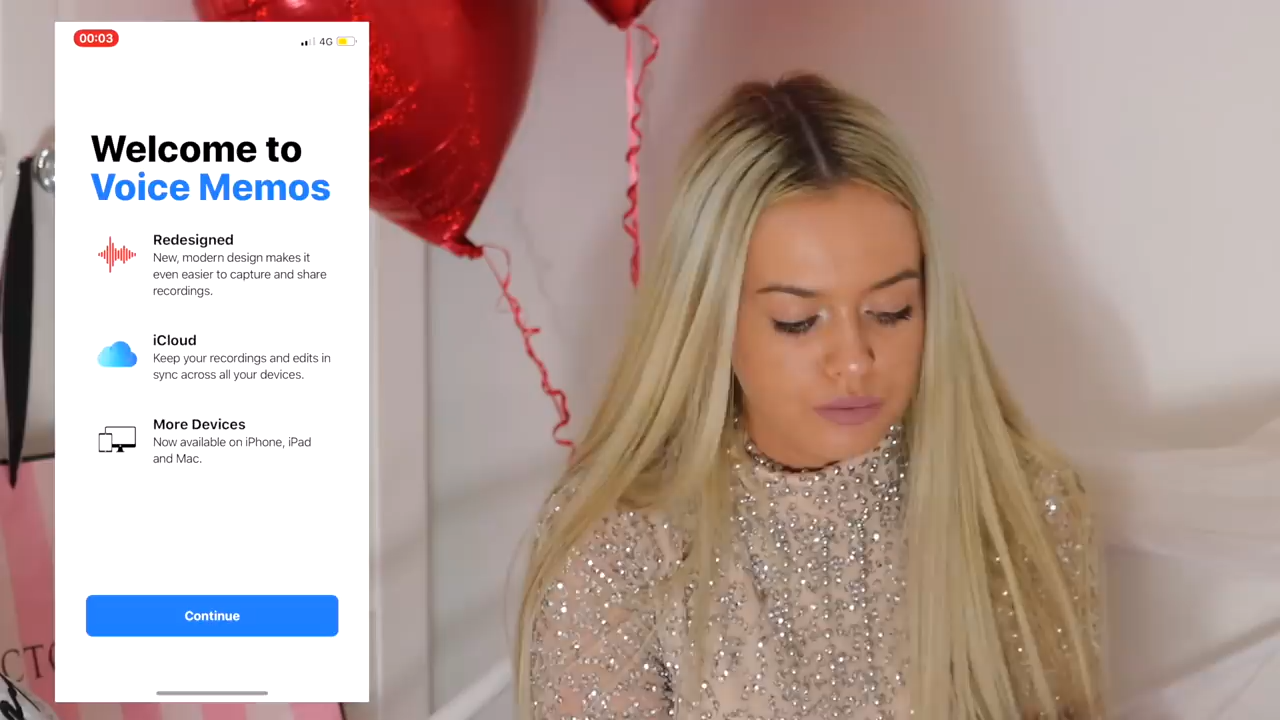 00:03
4G
Welcome to
Voice Memos
Redesigned
New, modern design makes it
even easier to capture and share
recordings.
iCloud
Keep your recordings and edits in
sync across all your devices.
More Devices
Now available on iPhone, iPad
and Mac.
Continue
CTO